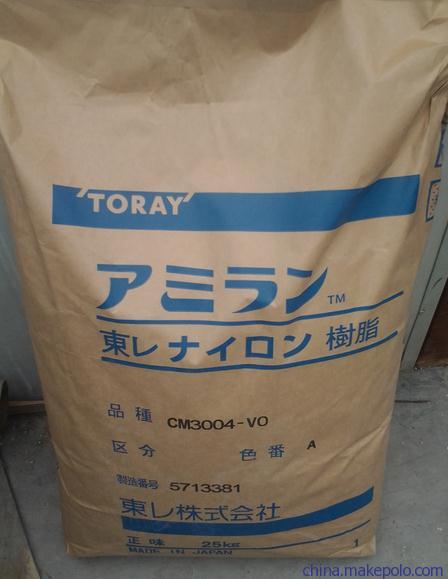 'TORAY'
アミラン TM
東レ ナイロン 樹脂
品種 CM3004-V0
区分 色番 A
製造番号 5713381
東レ株式会社
正味 25kg 1
MADE IN JAPAN
china.makepolo.com